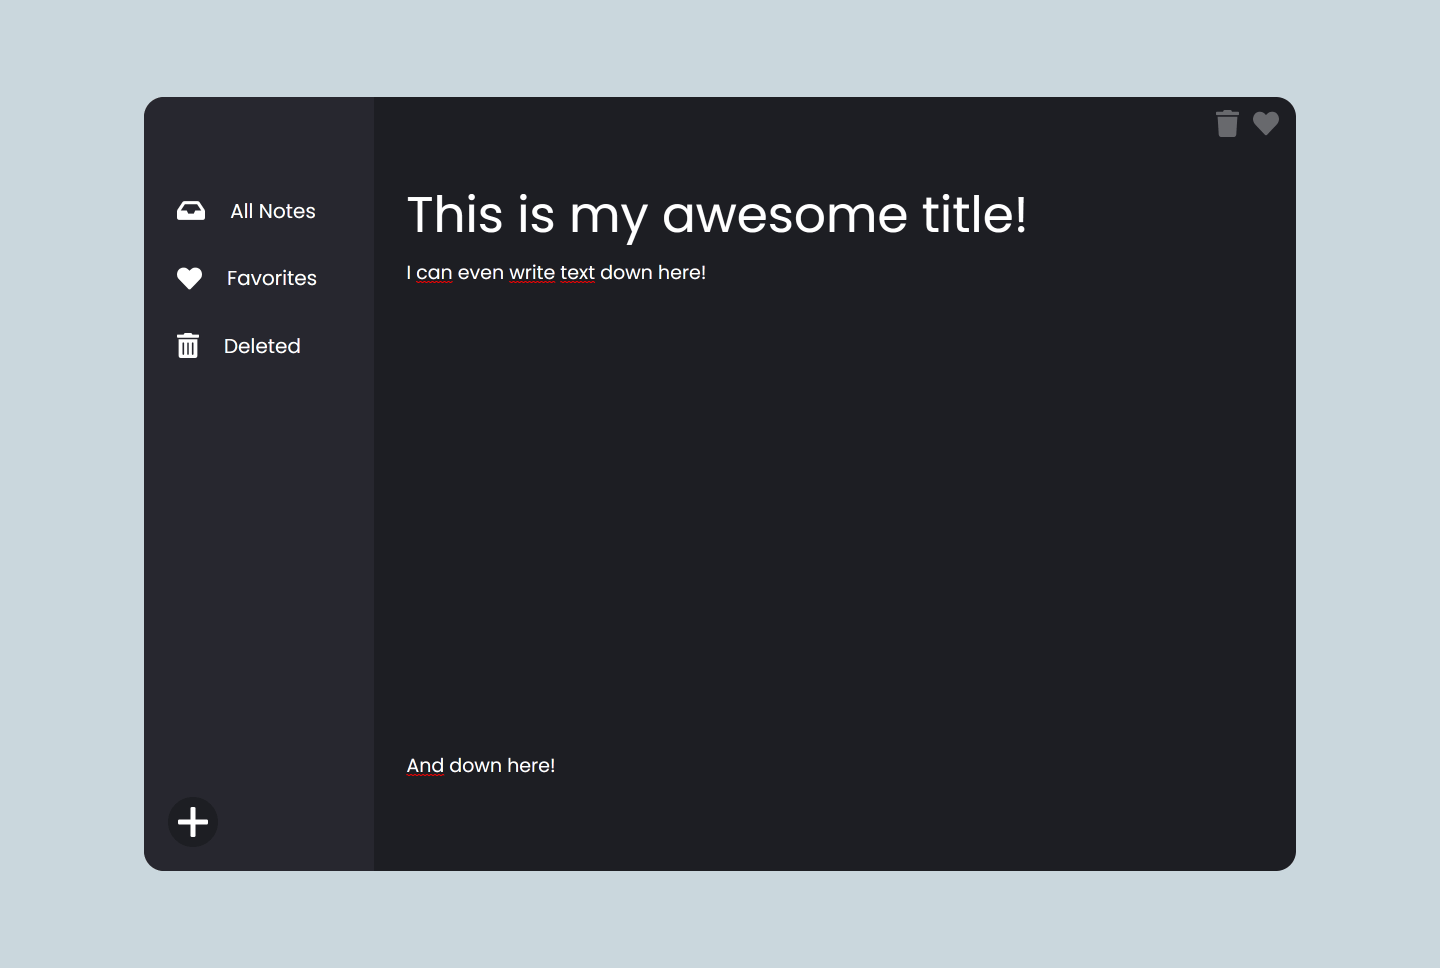 All Notes
Favorites
Deleted
This is my awesome title!
I can even write text down here!
And down here!